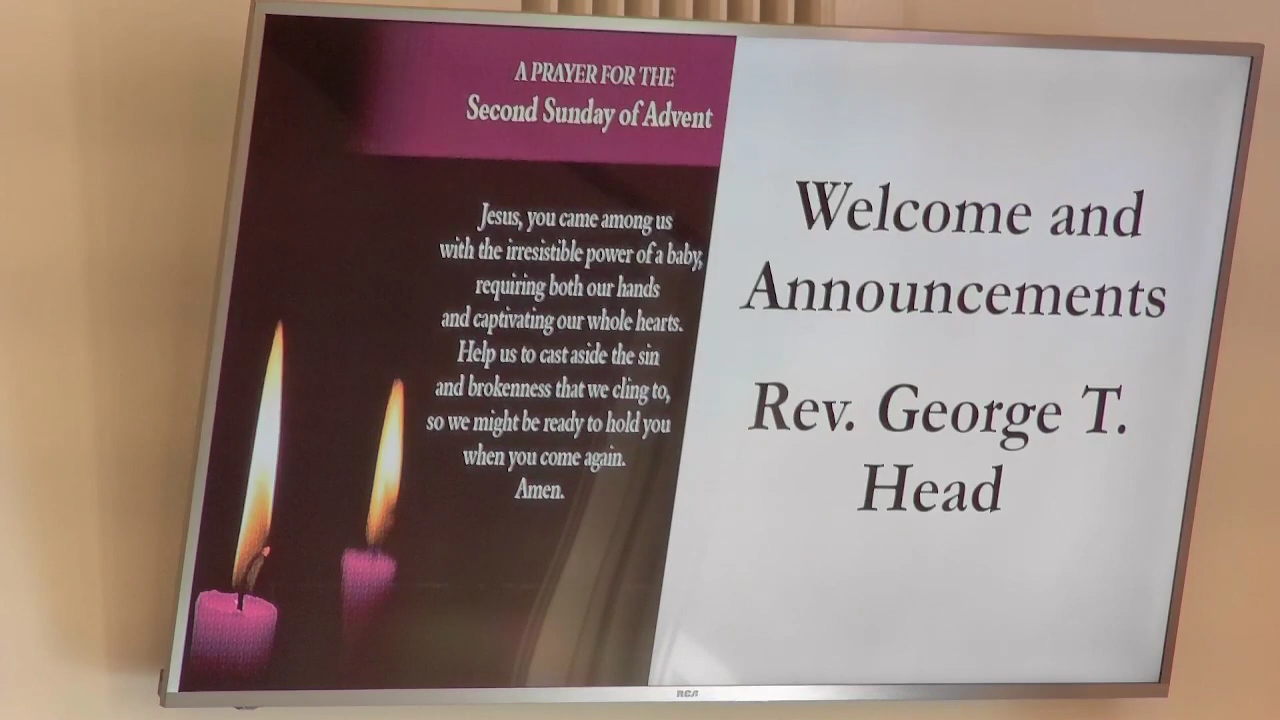 A PRAYER FOR THE
Second Sunday of Advent
Jesus, you came among us
with the irresistible power of a baby,
requiring both our hands
and captivating our whole hearts.
Help us to cast aside the sin
and brokenness that we cling to,
so we might be ready to hold you
when you come again.
Amen.
Welcome and
Announcements
Rev. George T.
Head
RCA